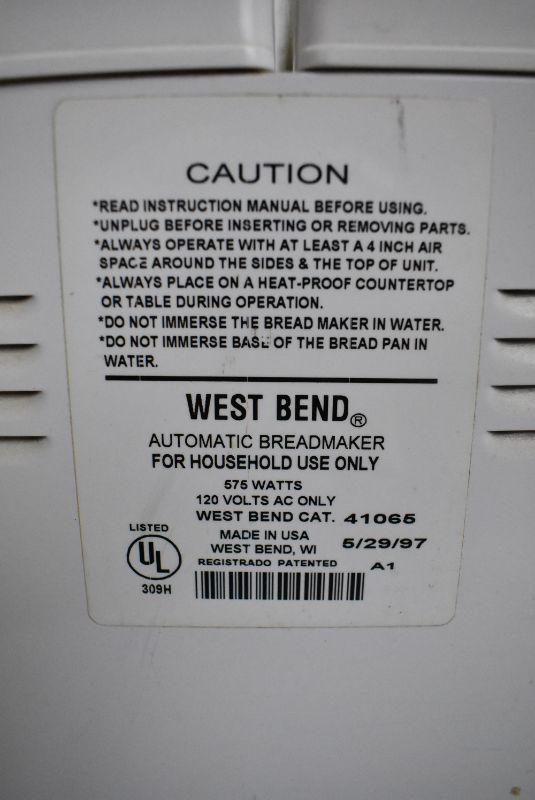 CAUTION
*READ INSTRUCTION MANUAL BEFORE USING.
*UNPLUG BEFORE INSERTING OR REMOVING PARTS.
*ALWAYS OPERATE WITH AT LEAST A 4 INCH AIR
SPACE AROUND THE SIDES & THE TOP OF UNIT.
*ALWAYS PLACE ON A HEAT-PROOF COUNTERTOP
OR TABLE DURING OPERATION.
*DO NOT IMMERSE THE BREAD MAKER IN WATER.
*DO NOT IMMERSE BASE OF THE BREAD PAN IN
WATER.
WEST BEND®
AUTOMATIC BREADMAKER
FOR HOUSEHOLD USE ONLY
575 WATTS
120 VOLTS AC ONLY
WEST BEND CAT. 41065
LISTED
UL
309H
MADE IN USA
WEST BEND, WI 5/29/97
REGISTRADO PATENTED A1